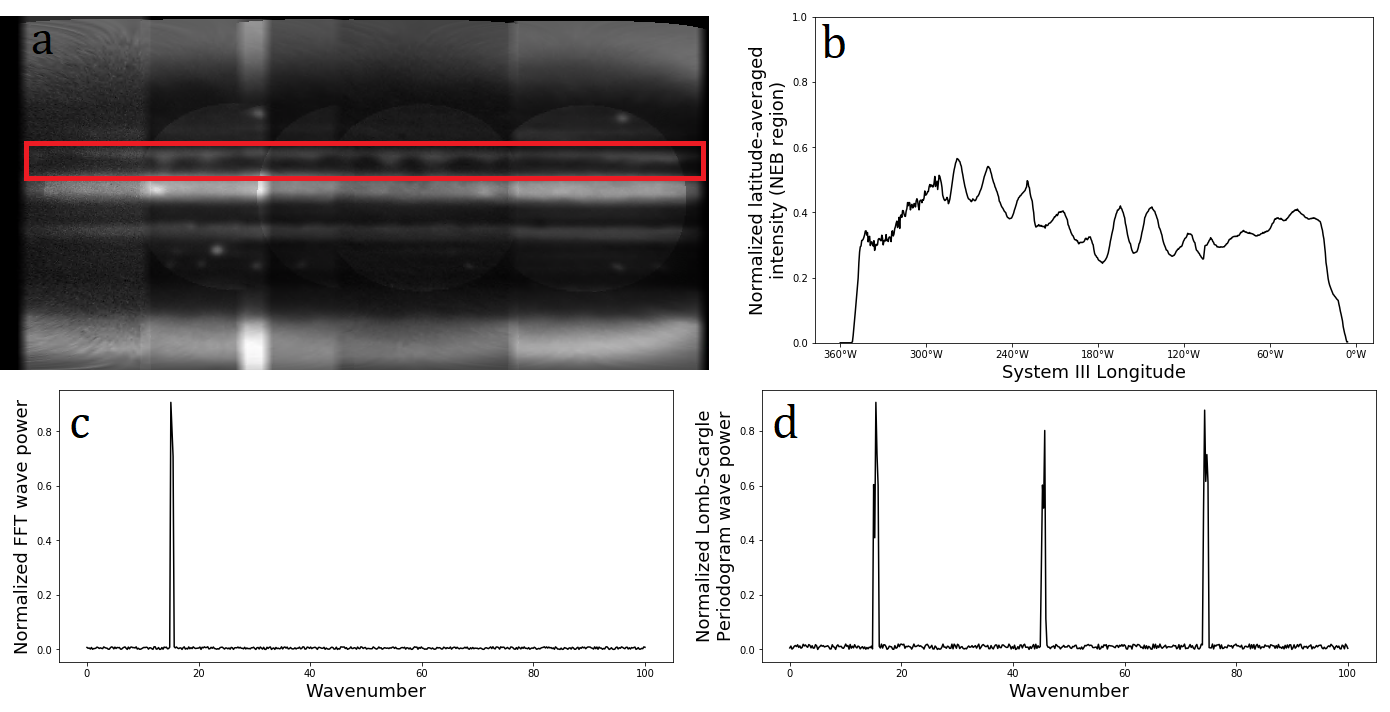 a
b
Normalized latitude-averaged
intensity (NEB region)
1.0
0.8
0.6
0.4
0.2
0.0
360°W 300°W 240°W 180°W 120°W 60°W 0°W
System III Longitude
c
Normalized FFT wave power
0.8
0.6
0.4
0.2
0.0
0 20 40 60 80 100
Wavenumber
d
Normalized Lomb-Scargle
Periodogram wave power
0.8
0.6
0.4
0.2
0.0
0 20 40 60 80 100
Wavenumber